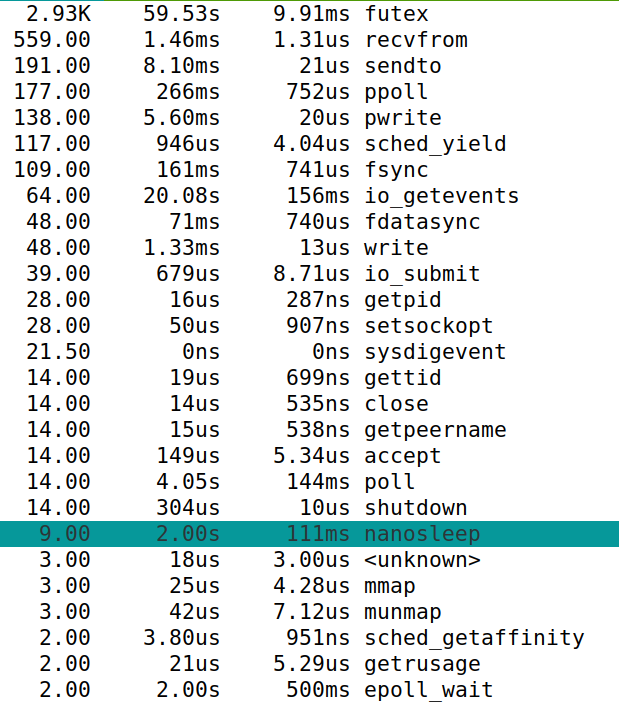 2.93K 59.53s 9.91ms futex
559.00 1.46ms 1.31us recvfrom
191.00 8.10ms 21us sendto
177.00 266ms 752us ppoll
138.00 5.60ms 20us pwrite
117.00 946us 4.04us sched_yield
109.00 161ms 741us fsync
64.00 20.08s 156ms io_getevents
48.00 71ms 740us fdatasync
48.00 1.33ms 13us write
39.00 679us 8.71us io_submit
28.00 16us 287ns getpid
28.00 50us 907ns setsockopt
21.50 0ns 0ns sysdigevent
14.00 19us 699ns gettid
14.00 14us 535ns close
14.00 15us 538ns getpeername
14.00 149us 5.34us accept
14.00 4.05s 144ms poll
14.00 304us 10us shutdown
9.00 2.00s 111ms nanosleep
3.00 18us 3.00us <unknown>
3.00 25us 4.28us mmap
3.00 42us 7.12us munmap
2.00 3.80us 951ns sched_getaffinity
2.00 21us 5.29us getrusage
2.00 2.00s 500ms epoll_wait